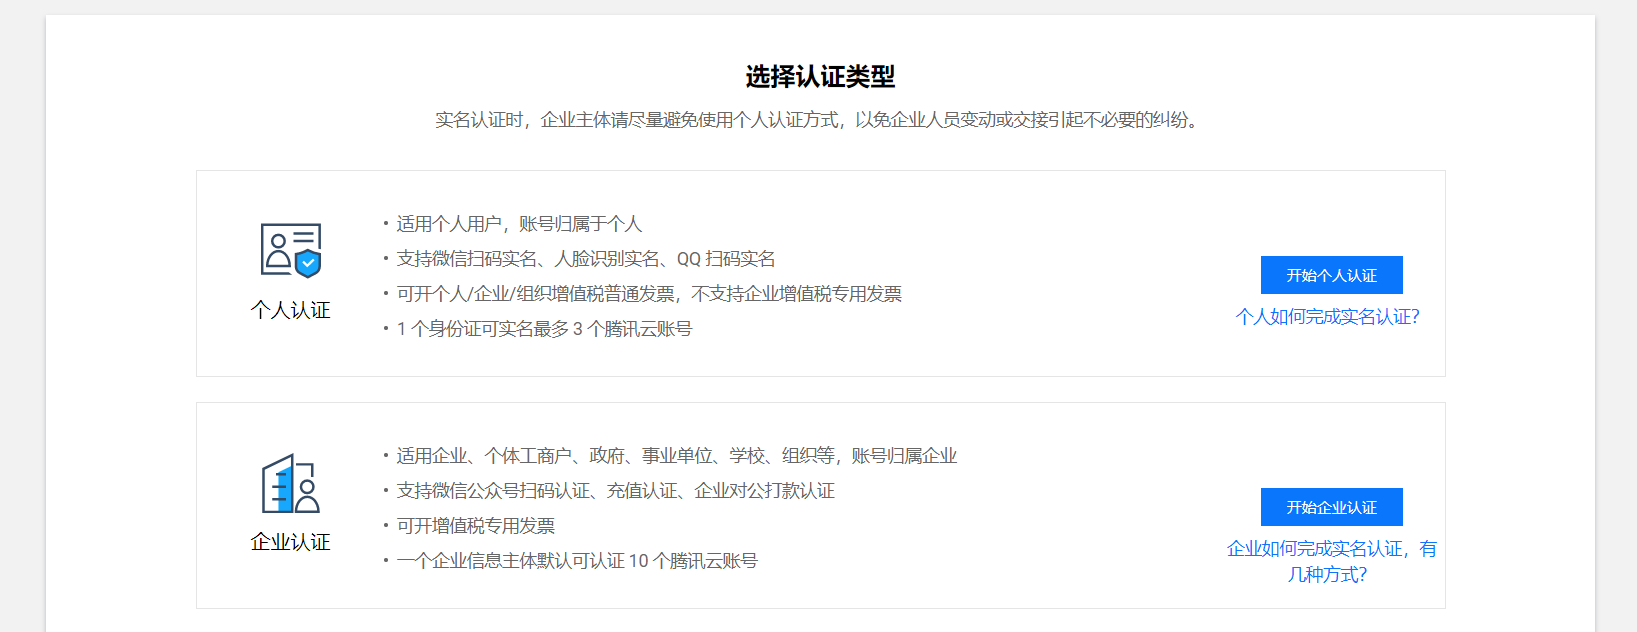 选择认证类型
实名认证时，企业主体请尽量避免使用个人认证方式，以免企业人员变动或交接引起不必要的纠纷。
个人认证
• 适用个人用户，账号归属于个人
• 支持微信扫码实名、人脸识别实名、QQ 扫码实名
• 可开个人/企业/组织增值税普通发票，不支持企业增值税专用发票
• 1 个身份证可实名最多 3 个腾讯云账号
开始个人认证
个人如何完成实名认证？
企业认证
• 适用企业、个体工商户、政府、事业单位、学校、组织等，账号归属企业
• 支持微信公众号扫码认证、充值认证、企业对公打款认证
• 可开增值税专用发票
• 一个企业信息主体默认可认证 10 个腾讯云账号
开始企业认证
企业如何完成实名认证，有
几种方式？